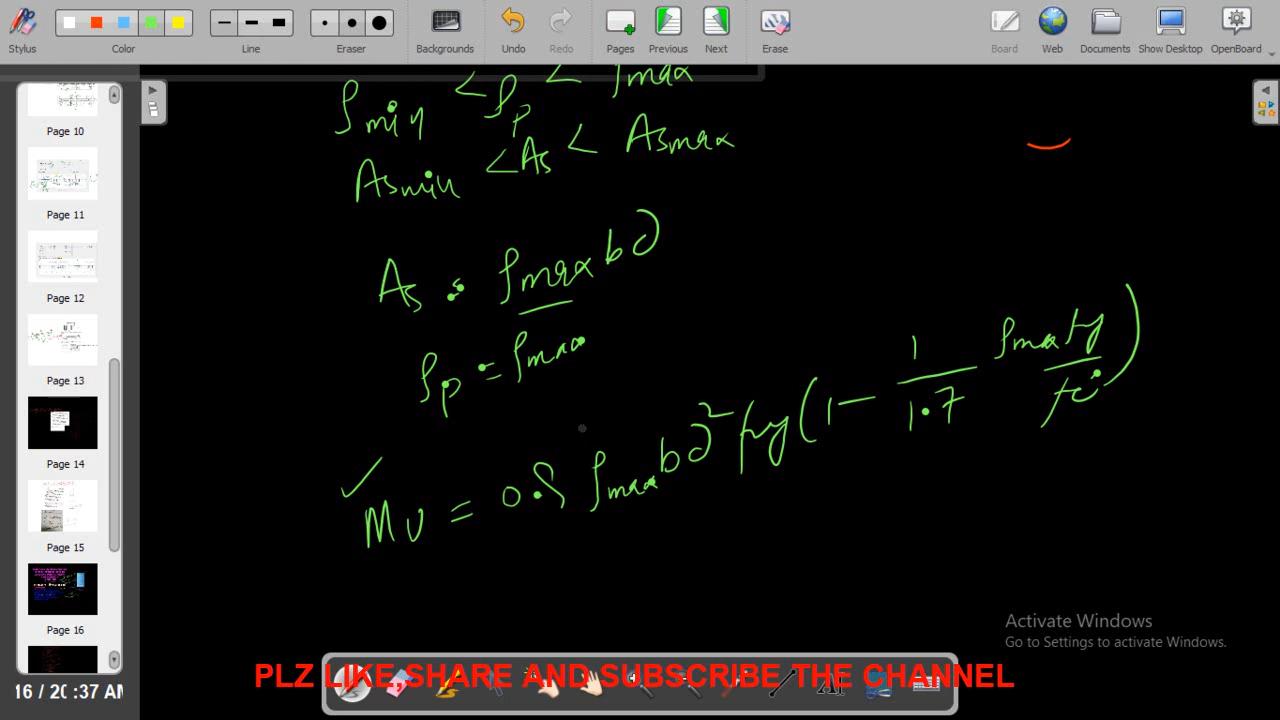 Stylus Color Line Eraser Backgrounds Undo Redo Pages Previous Next Erase Board Web Documents Show Desktop OpenBoard
Page 10
Page 11
Page 12
Page 13
Page 14
Page 15
Page 16
ρmin < ρp < ρmax
Asmin < As < Asmax
As = ρmax bd
ρp = ρmax
Mu = 0.9 ρmax bd² fy (1 - 1/1.7 ρmax fy/fc')
Activate Windows
Go to Settings to activate Windows.
PLZ LIKE,SHARE AND SUBSCRIBE THE CHANNEL